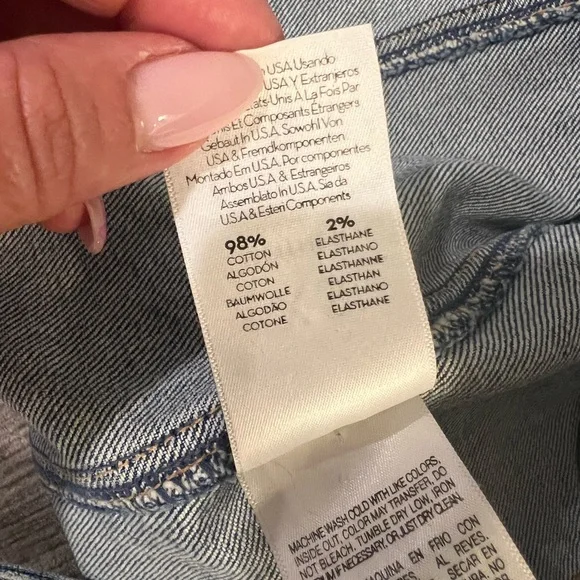 USA Usando
USA Y Extranjeros
États-Unis A La Fois Par
Et Composants Étrangers
Gebaut In U.S.A. Sowohl Von
USA & Fremdkomponenten
Montado Em U.S.A. Por componentes
Ambos U.S.A & Estrangeiros
Assemblato In U.S.A. Sia da
U.S.A & Esteri Components
98%
COTTON
ALGODÓN
COTON
BAUMWOLLE
ALGODÃO
COTONE
2%
ELASTHANE
ELASTHANO
ELASTHANNE
ELASTHAN
ELASTHANO
ELASTHANE
MACHINE WASH COLD WITH LIKE COLORS,
INSIDE OUT. COLOR MAY TRANSFER, DO
NOT BLEACH. TUMBLE DRY LOW, IRON
IF NECESSARY, OR JUST DRY CLEAN.
QUINA EN FRIO CON
AL REVES.
SECAR EN